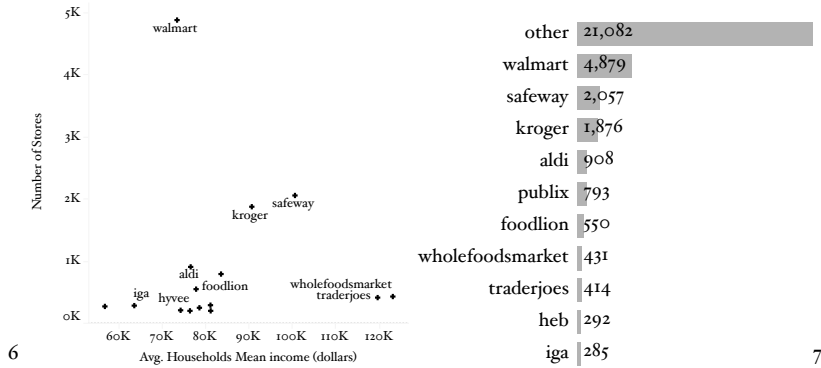 5K
walmart
4K
3K
Number of Stores
2K
safeway
kroger
1K
aldi
foodlion
wholefoodsmarket
traderjoes
iga
hyvee
0K
60K 70K 80K 90K 100K 110K 120K
Avg. Households Mean income (dollars)
6
other 21,082
walmart 4,879
safeway 2,057
kroger 1,876
aldi 908
publix 793
foodlion 550
wholefoodsmarket 431
traderjoes 414
heb 292
iga 285
7